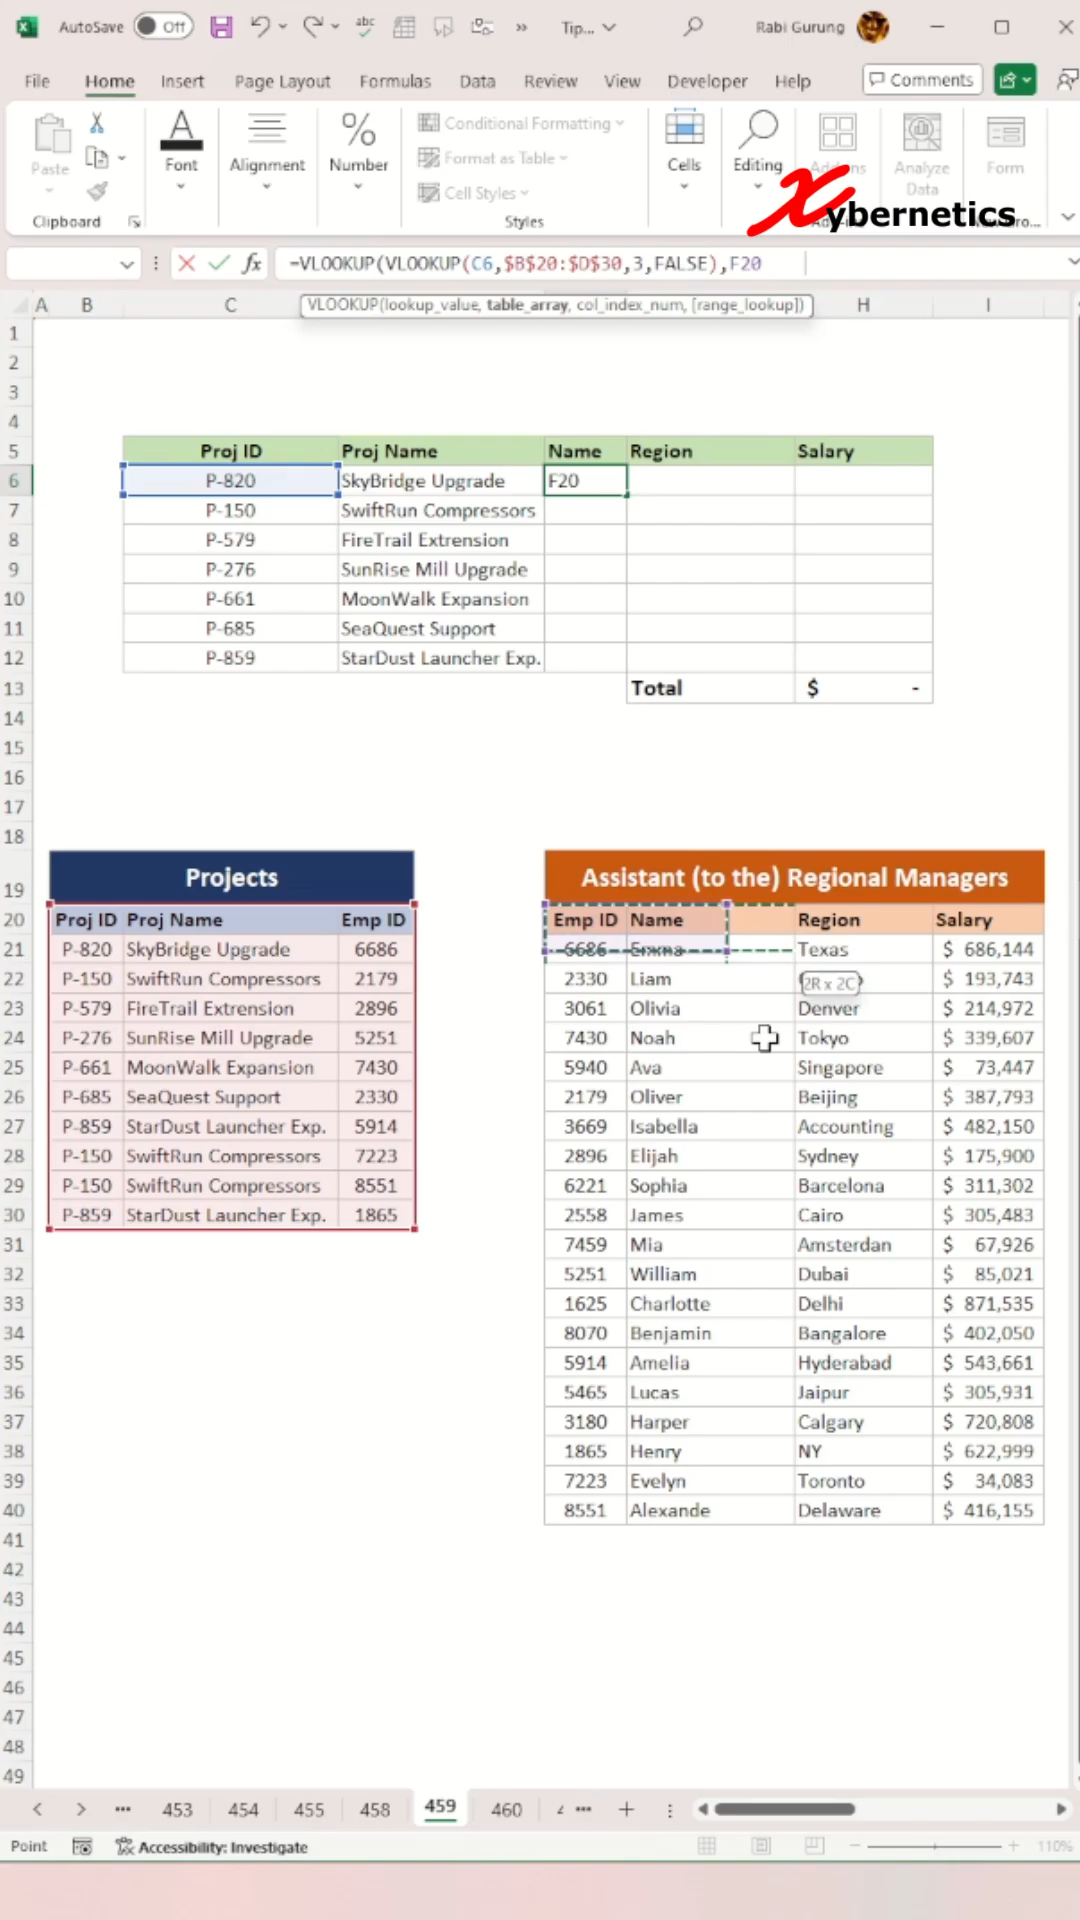 AutoSave Off abc » Tip... Rabi Gurung
File Home Insert Page Layout Formulas Data Review View Developer Help Comments
Paste Font Alignment Number Conditional Formatting Format as Table Cell Styles Cells Editing Add-ins Analyze Data Form
Clipboard Styles
Xybernetics
fx =VLOOKUP(VLOOKUP(C6,$B$20:$D$30,3,FALSE),F20
VLOOKUP(lookup_value, table_array, col_index_num, [range_lookup])
A B C H I
1
2
3
4
5 Proj ID Proj Name Name Region Salary
6 P-820 SkyBridge Upgrade F20
7 P-150 SwiftRun Compressors
8 P-579 FireTrail Extrension
9 P-276 SunRise Mill Upgrade
10 P-661 MoonWalk Expansion
11 P-685 SeaQuest Support
12 P-859 StarDust Launcher Exp.
13 Total $ -
14
15
16
17
18
19 Projects Assistant (to the) Regional Managers
20 Proj ID Proj Name Emp ID Emp ID Name Region Salary
21 P-820 SkyBridge Upgrade 6686 6686 Emma Texas $ 686,144
22 P-150 SwiftRun Compressors 2179 2330 Liam 2R x 2C $ 193,743
23 P-579 FireTrail Extrension 2896 3061 Olivia Denver $ 214,972
24 P-276 SunRise Mill Upgrade 5251 7430 Noah Tokyo $ 339,607
25 P-661 MoonWalk Expansion 7430 5940 Ava Singapore $ 73,447
26 P-685 SeaQuest Support 2330 2179 Oliver Beijing $ 387,793
27 P-859 StarDust Launcher Exp. 5914 3669 Isabella Accounting $ 482,150
28 P-150 SwiftRun Compressors 7223 2896 Elijah Sydney $ 175,900
29 P-150 SwiftRun Compressors 8551 6221 Sophia Barcelona $ 311,302
30 P-859 StarDust Launcher Exp. 1865 2558 James Cairo $ 305,483
31 7459 Mia Amsterdan $ 67,926
32 5251 William Dubai $ 85,021
33 1625 Charlotte Delhi $ 871,535
34 8070 Benjamin Bangalore $ 402,050
35 5914 Amelia Hyderabad $ 543,661
36 5465 Lucas Jaipur $ 305,931
37 3180 Harper Calgary $ 720,808
38 1865 Henry NY $ 622,999
39 7223 Evelyn Toronto $ 34,083
40 8551 Alexande Delaware $ 416,155
41
42
43
44
45
46
47
48
49
... 453 454 455 458 459 460 ... +
Point Accessibility: Investigate 110%